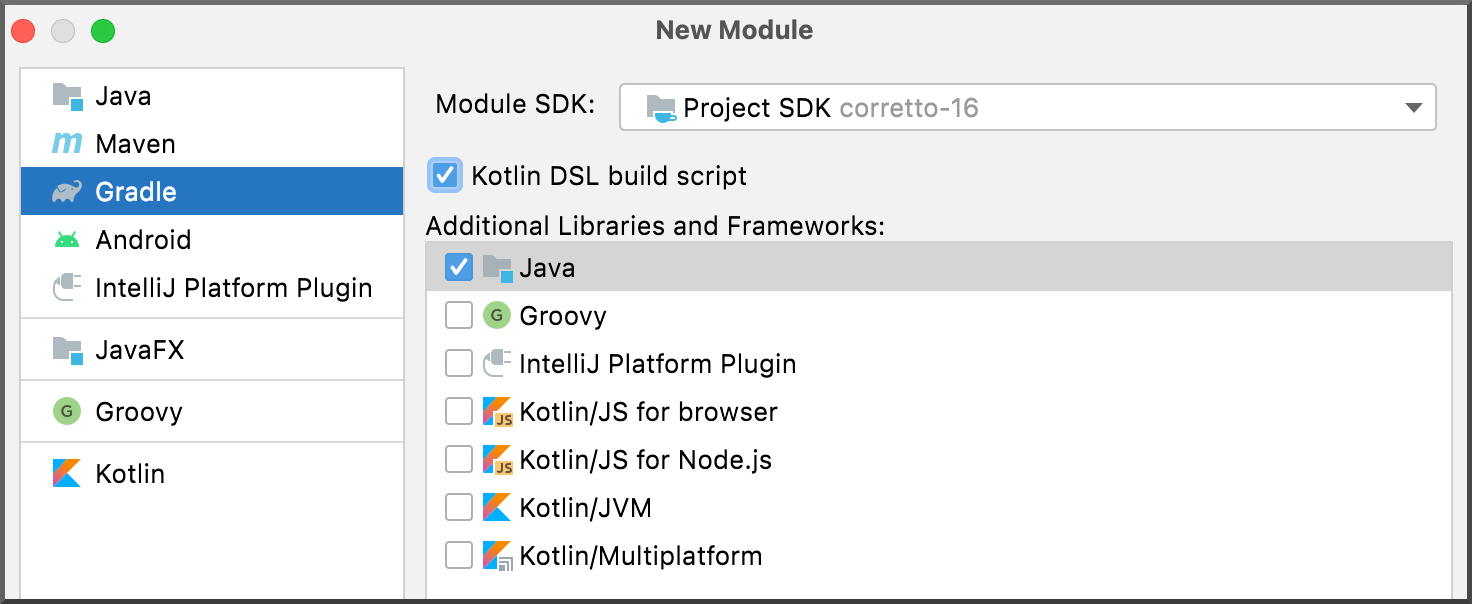 New Module
Java
Maven
Gradle
Android
IntelliJ Platform Plugin
JavaFX
G Groovy
Kotlin
Module SDK: Project SDK corretto-16
Kotlin DSL build script
Additional Libraries and Frameworks:
Java
G Groovy
IntelliJ Platform Plugin
JS Kotlin/JS for browser
JS Kotlin/JS for Node.js
Kotlin/JVM
Kotlin/Multiplatform